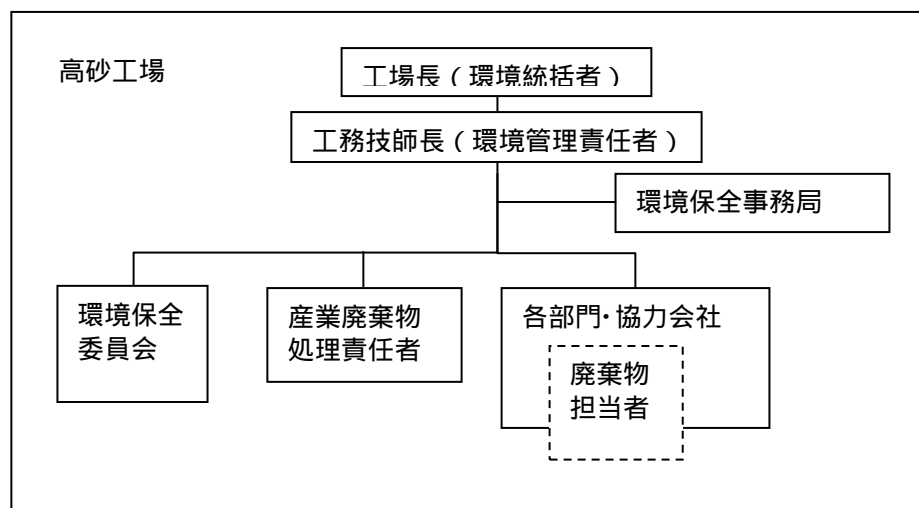 高砂工場
工場長（環境統括者）
工務技師長（環境管理責任者）
環境保全事務局
環境保全
委員会
産業廃棄物
処理責任者
各部門・協力会社
廃棄物
担当者